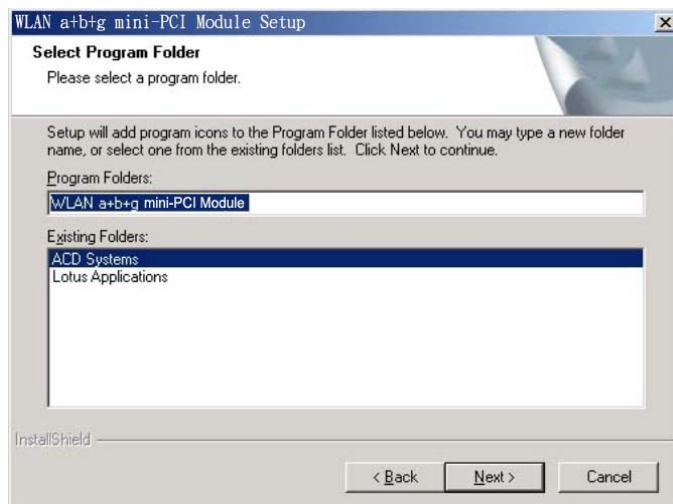 WLAN a+b+g mini-PCI Module Setup
Select Program Folder
Please select a program folder.
Setup will add program icons to the Program Folder listed below. You may type a new folder
name, or select one from the existing folders list. Click Next to continue.
Program Folders:
WLAN a+b+g mini-PCI Module
Existing Folders:
ACD Systems
Lotus Applications
InstallShield
< Back
Next >
Cancel